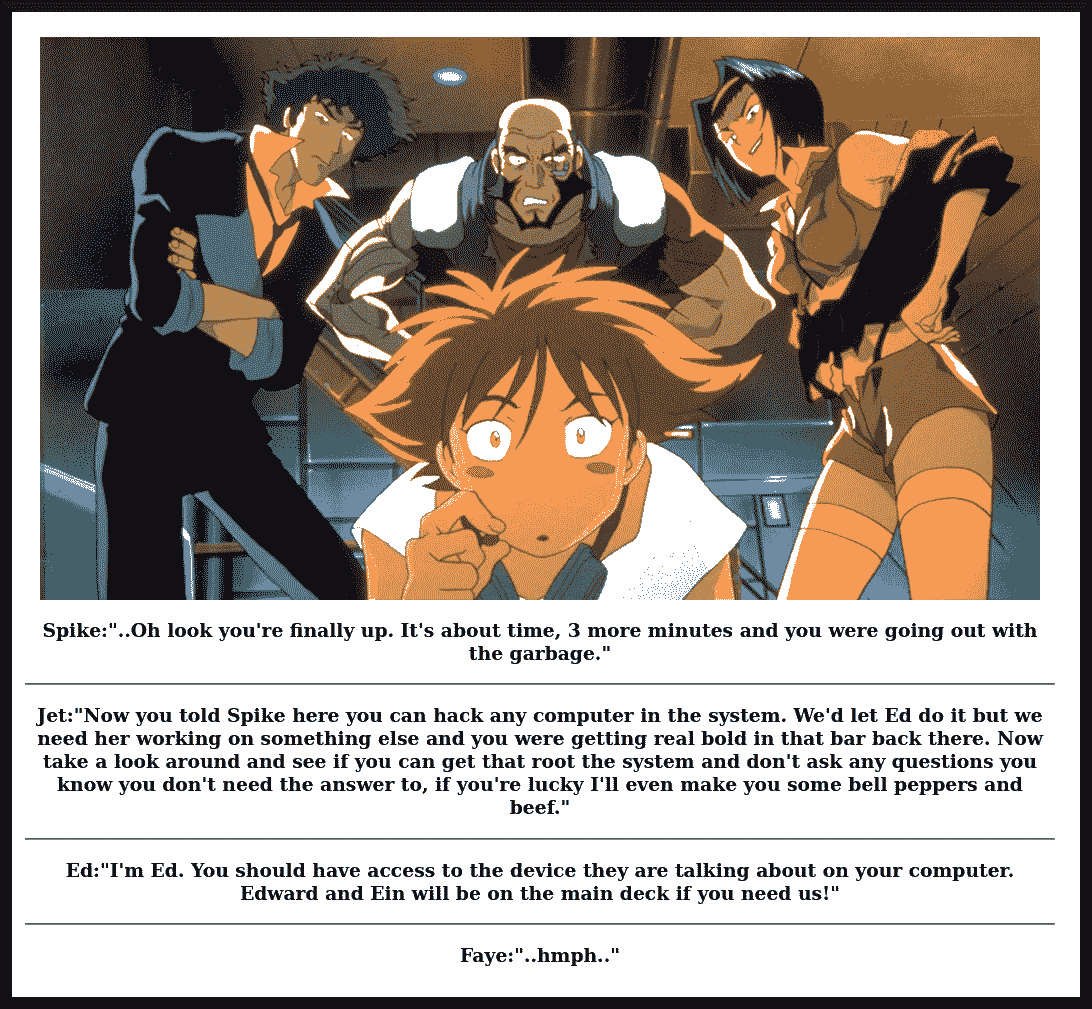 Spike:"..Oh look you're finally up. It's about time, 3 more minutes and you were going out with
the garbage."
Jet:"Now you told Spike here you can hack any computer in the system. We'd let Ed do it but we
need her working on something else and you were getting real bold in that bar back there. Now
take a look around and see if you can get that root the system and don't ask any questions you
know you don't need the answer to, if you're lucky I'll even make you some bell peppers and
beef."
Ed:"I'm Ed. You should have access to the device they are talking about on your computer.
Edward and Ein will be on the main deck if you need us!"
Faye:"..hmph.."